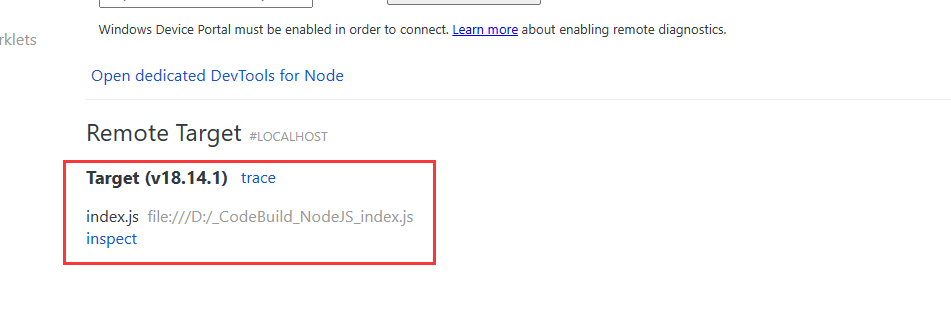 Windows Device Portal must be enabled in order to connect. Learn more about enabling remote diagnostics.
rklets
Open dedicated DevTools for Node
Remote Target #LOCALHOST
Target (v18.14.1) trace
index.js file:///D:/_CodeBuild_NodeJS_index.js
inspect